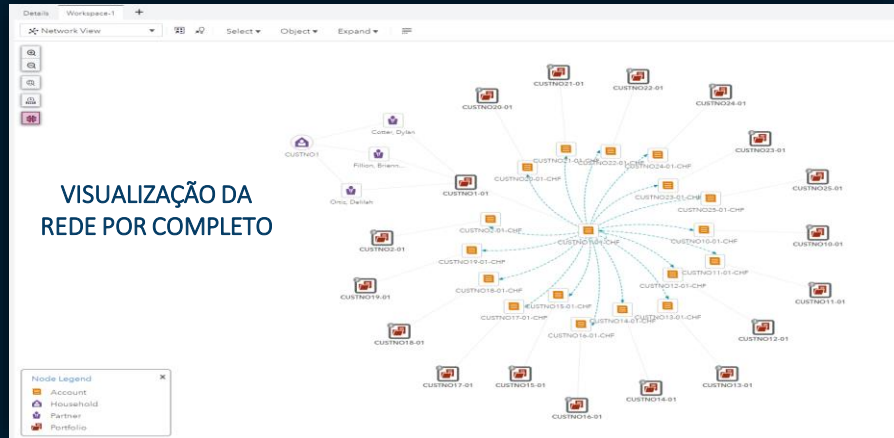 Details Workspace-1 +
Network View Select Object Expand
VISUALIZAÇÃO DA
REDE POR COMPLETO
CUSTNO21-01
CUSTNO22-01
CUSTNO20-01
CUSTNO24-01
Cotter, Dylan
CUSTNO1
CUSTNO23-01
CUSTNO21-01-CHF
CUSTNO22-01-CHF
CUSTNO24-01-CHF
Fillion, Briann...
CUSTNO20-01-CHF
CUSTNO25-01
CUSTNO1-01
CUSTNO23-01-CHF
Ortiz, Delilah
CUSTNO25-01-CHF
CUSTNO2-01-CHF
CUSTNO1-01-CHF
CUSTNO10-01-CHF
CUSTNO10-01
CUSTNO2-01
CUSTNO19-01-CHF
CUSTNO11-01-CHF
CUSTNO12-01-CHF
CUSTNO18-01-CHF
CUSTNO19-01
CUSTNO11-01
CUSTNO15-01-CHF
CUSTNO17-01-CHF
CUSTNO14-01-CHF
CUSTNO13-01-CHF
CUSTNO16-01-CHF
CUSTNO12-01
CUSTNO18-01
CUSTNO17-01
CUSTNO15-01
CUSTNO13-01
CUSTNO14-01
CUSTNO16-01
Node Legend
Account
Household
Partner
Portfolio